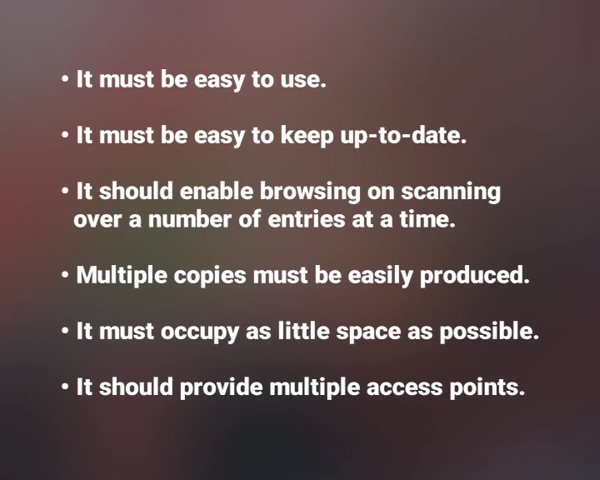 • It must be easy to use.
• It must be easy to keep up-to-date.
• It should enable browsing on scanning
over a number of entries at a time.
• Multiple copies must be easily produced.
• It must occupy as little space as possible.
• It should provide multiple access points.